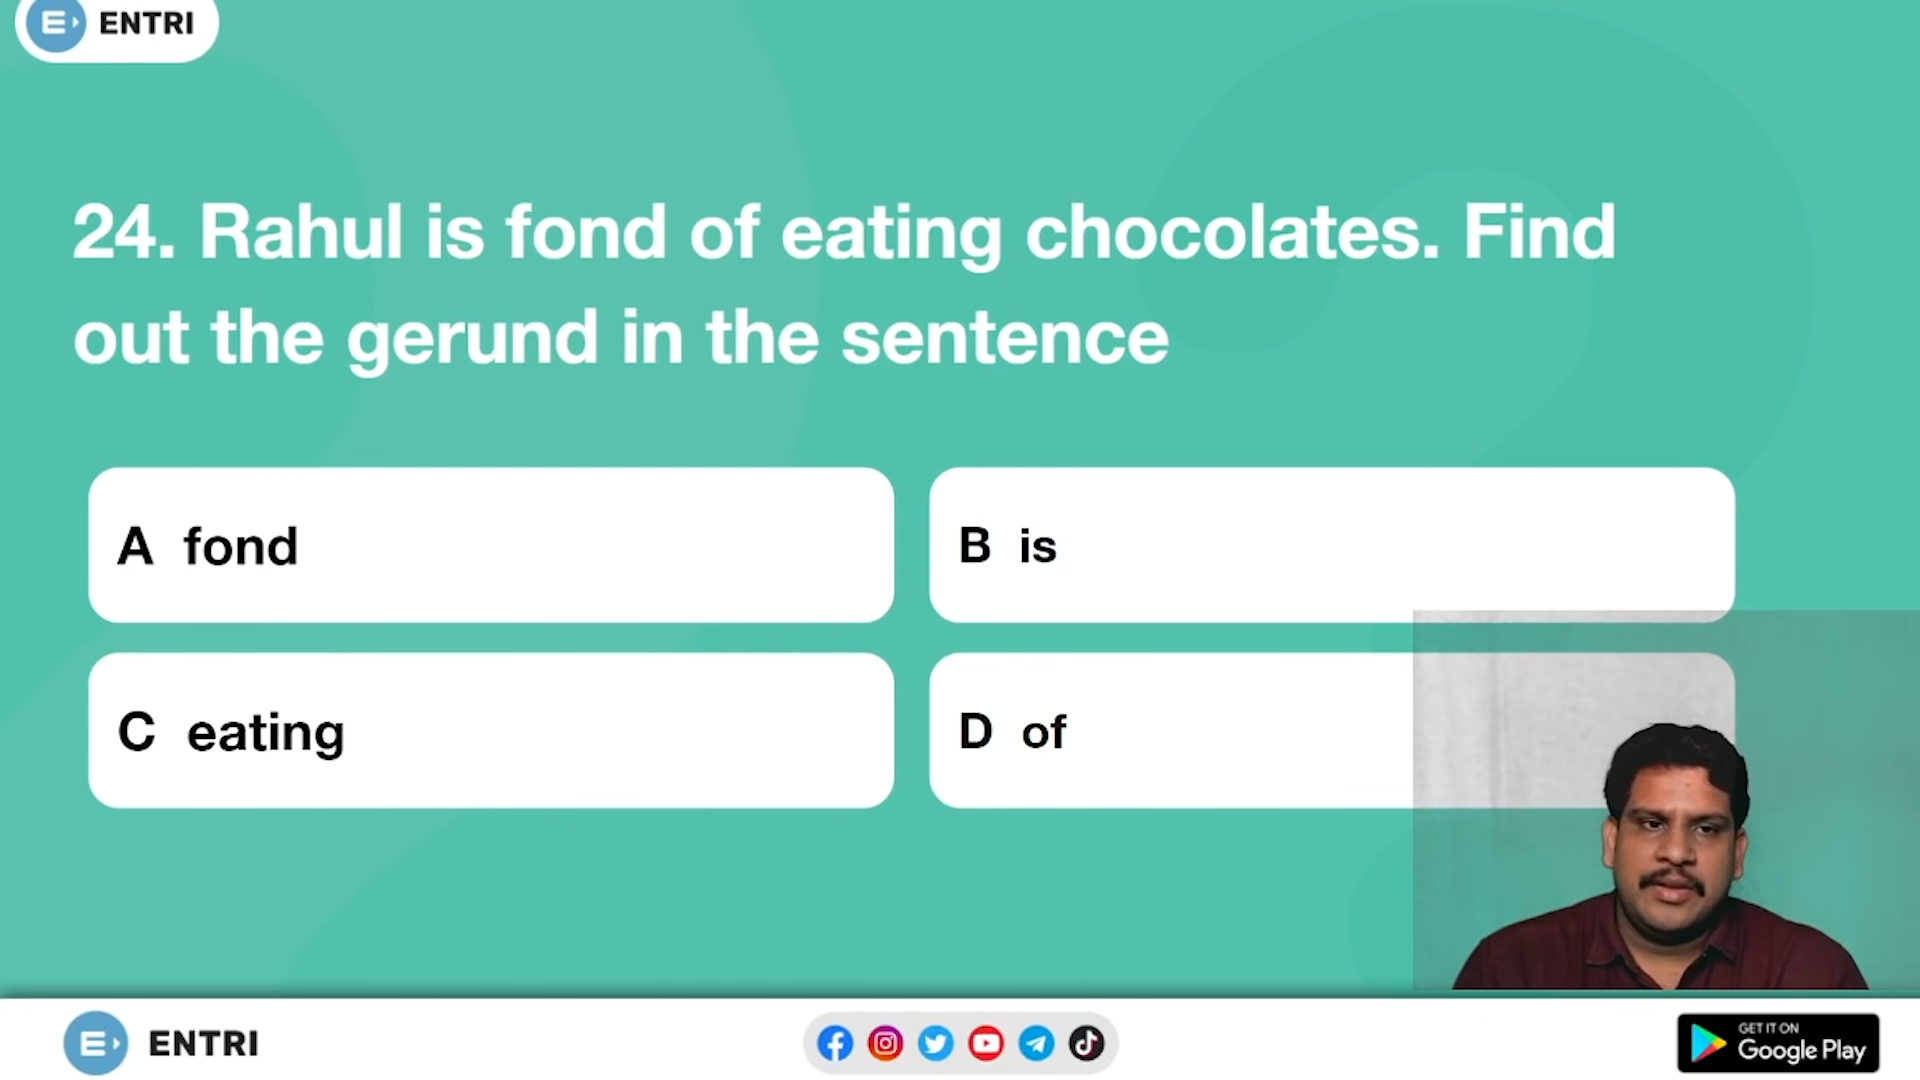 ENTRI
24. Rahul is fond of eating chocolates. Find
out the gerund in the sentence
A fond
B is
C eating
D of
ENTRI
GET IT ON
Google Play